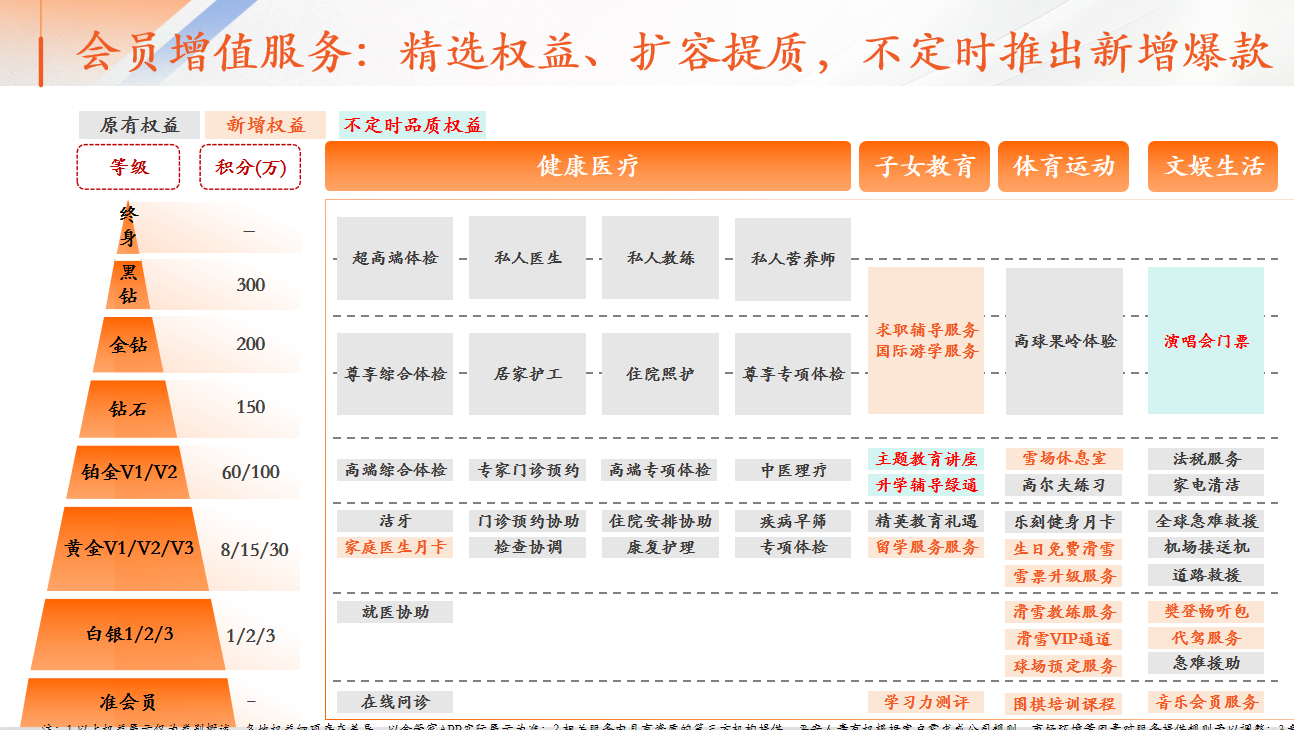 会员增值服务：精选权益、扩容提质，不定时推出新增爆款
原有权益 新增权益 不定时品质权益
等级 积分(万) 健康医疗 子女教育 体育运动 文娱生活
终身 –
超高端体检 私人医生 私人教练 私人营养师
黑钻 300
求职辅导服务
国际游学服务
高球果岭体验
演唱会门票
金钻 200
尊享综合体检 居家护工 住院照护 尊享专项体检
钻石 150
铂金V1/V2 60/100
高端综合体检 专家门诊预约 高端专项体检 中医理疗 主题教育讲座 雪场休息室 法税服务
升学辅导绿通 高尔夫练习 家电清洁
黄金V1/V2/V3 8/15/30
洁牙 门诊预约协助 住院安排协助 疾病早筛 精英教育礼遇 乐刻健身月卡 全球急难救援
家庭医生月卡 检查协调 康复护理 专项体检 留学服务服务 生日免费滑雪 机场接送机
雪票升级服务 道路救援
白银1/2/3 1/2/3
就医协助 滑雪教练服务 樊登畅听包
滑雪VIP通道 代驾服务
球场预定服务 急难援助
准会员 –
在线问诊 学习力测评 围棋培训课程 音乐会员服务